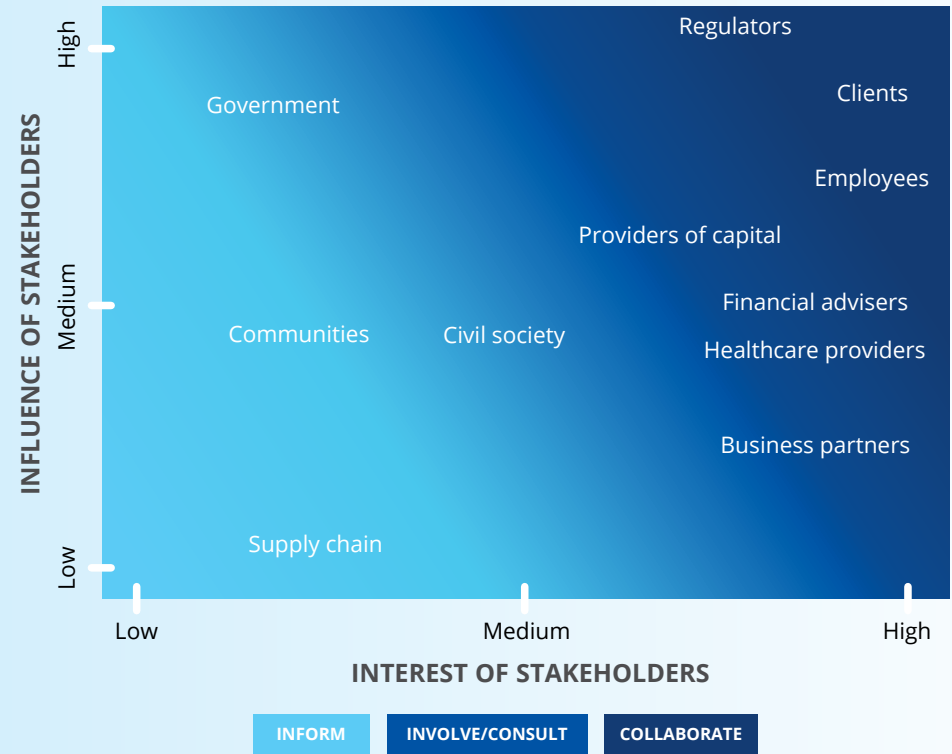 Regulators
High
Clients
Government
Employees
Providers of capital
INFLUENCE OF STAKEHOLDERS
Medium
Financial advisers
Communities
Civil society
Healthcare providers
Business partners
Supply chain
Low
Low
Medium
High
INTEREST OF STAKEHOLDERS
INFORM
INVOLVE/CONSULT
COLLABORATE